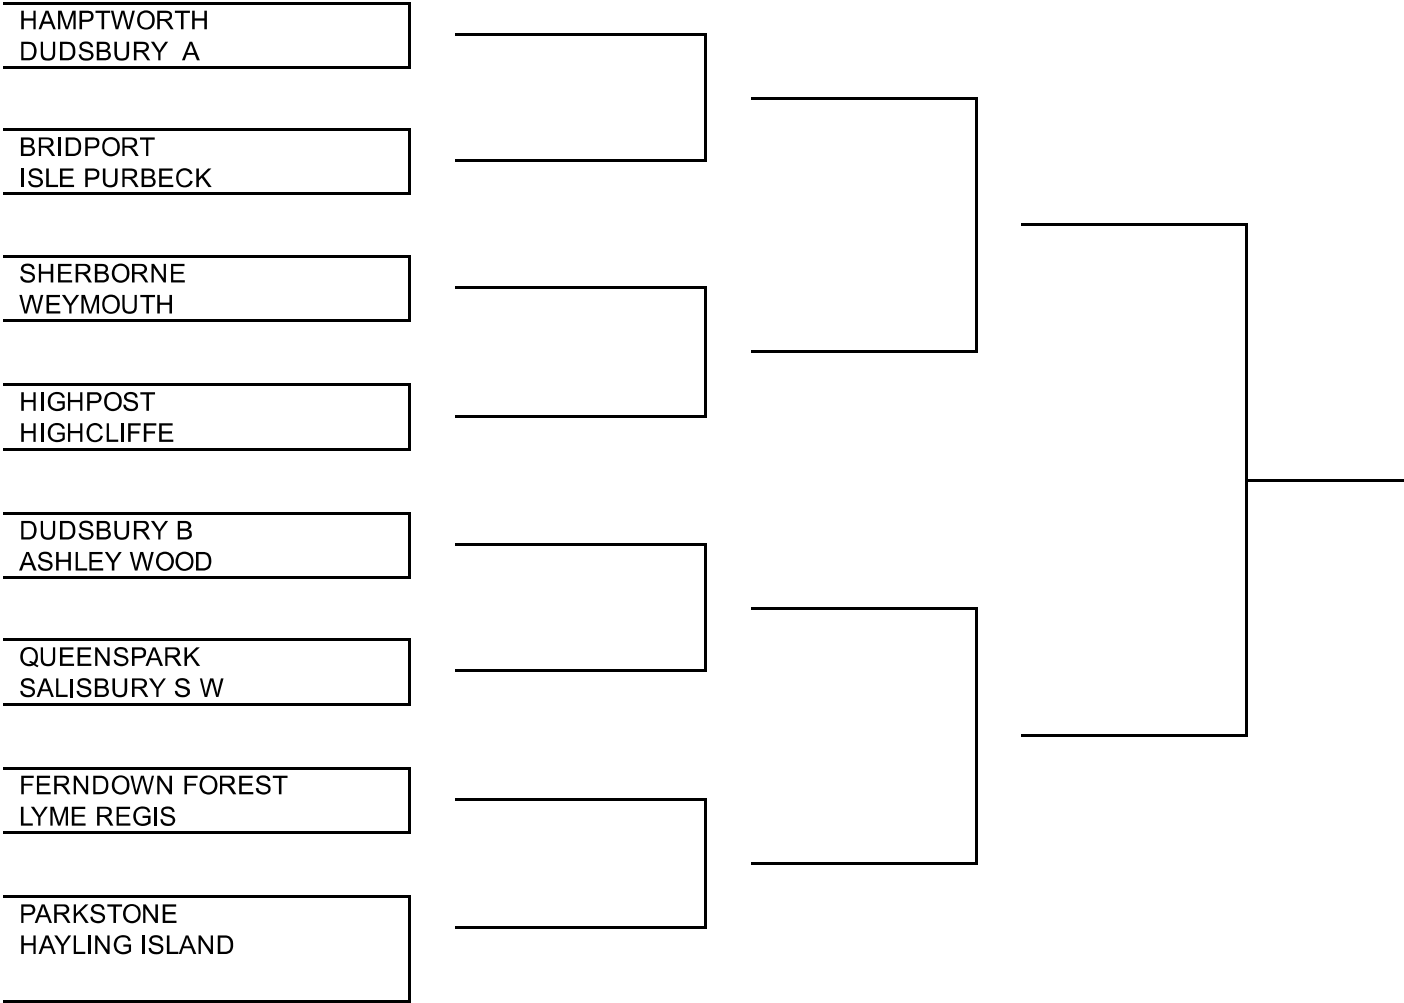 HAMPTWORTH
DUDSBURY  A
BRIDPORT
ISLE PURBECK
SHERBORNE
WEYMOUTH
HIGHPOST
HIGHCLIFFE
DUDSBURY B
ASHLEY WOOD
QUEENSPARK
SALISBURY S W
FERNDOWN FOREST
LYME REGIS
PARKSTONE
HAYLING ISLAND